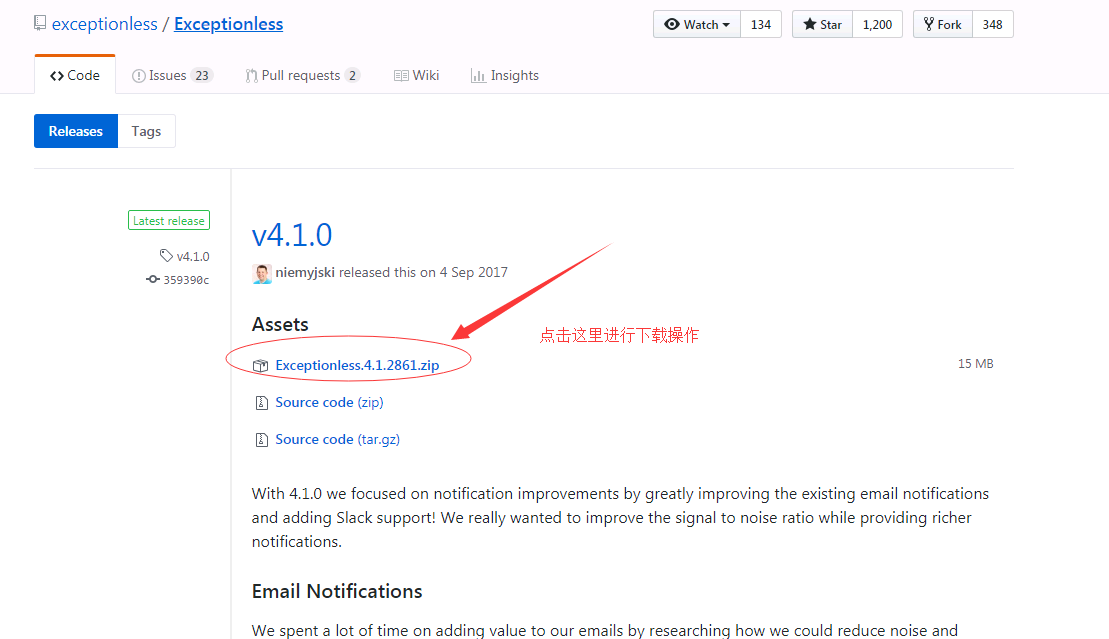 exceptionless / Exceptionless
Watch 134 Star 1,200 Fork 348
Code Issues 23 Pull requests 2 Wiki Insights
Releases Tags
Latest release
v4.1.0
359390c
v4.1.0
niemyjski released this on 4 Sep 2017
Assets
点击这里进行下载操作
Exceptionless.4.1.2861.zip 15 MB
Source code (zip)
Source code (tar.gz)
With 4.1.0 we focused on notification improvements by greatly improving the existing email notifications
and adding Slack support! We really wanted to improve the signal to noise ratio while providing richer
notifications.
Email Notifications
We spent a lot of time on adding value to our emails by researching how we could reduce noise and